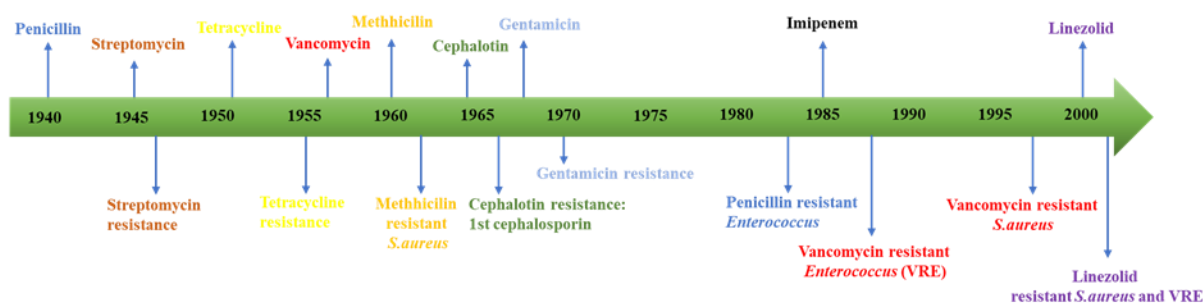 Penicillin
Streptomycin
Tetracycline
Vancomycin
Methhicilin
Cephalotin
Gentamicin
Imipenem
Linezolid
1940 1945 1950 1955 1960 1965 1970 1975 1980 1985 1990 1995 2000
Streptomycin
resistance
Tetracycline
resistance
Methhicilin
resistant
S.aureus
Cephalotin resistance:
1st cephalosporin
Gentamicin resistance
Penicillin resistant
Enterococcus
Vancomycin resistant
Enterococcus (VRE)
Vancomycin resistant
S.aureus
Linezolid
resistant S.aureus and VRE